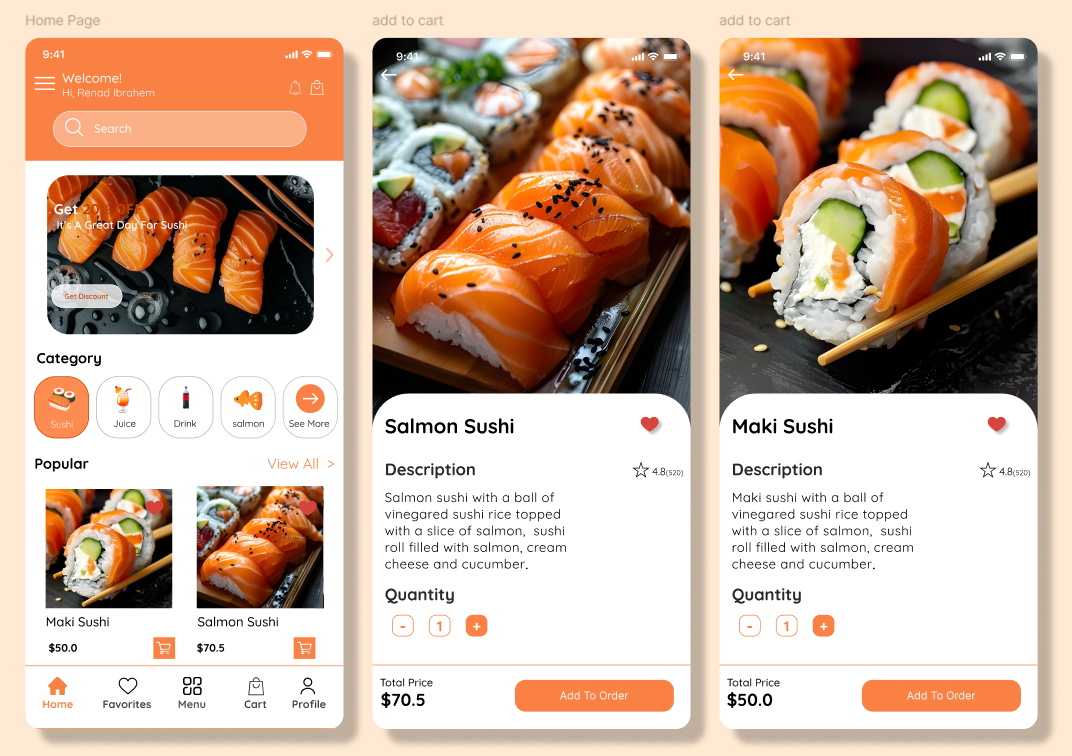 Home Page
9:41
Welcome!
Hi, Renad Ibrahem
Search
Get 20% OFF
It's A Great Day For Sushi
Get Discount
Category
Sushi
Juice
Drink
salmon
See More
Popular
View All >
Maki Sushi
$50.0
Salmon Sushi
$70.5
Home
Favorites
Menu
Cart
Profile
add to cart
9:41
Salmon Sushi
Description
4.8(520)
Salmon sushi with a ball of
vinegared sushi rice topped
with a slice of salmon, sushi
roll filled with salmon, cream
cheese and cucumber.
Quantity
- 1 +
Total Price
$70.5
Add To Order
add to cart
9:41
Maki Sushi
Description
4.8(520)
Maki sushi with a ball of
vinegared sushi rice topped
with a slice of salmon, sushi
roll filled with salmon, cream
cheese and cucumber.
Quantity
- 1 +
Total Price
$50.0
Add To Order